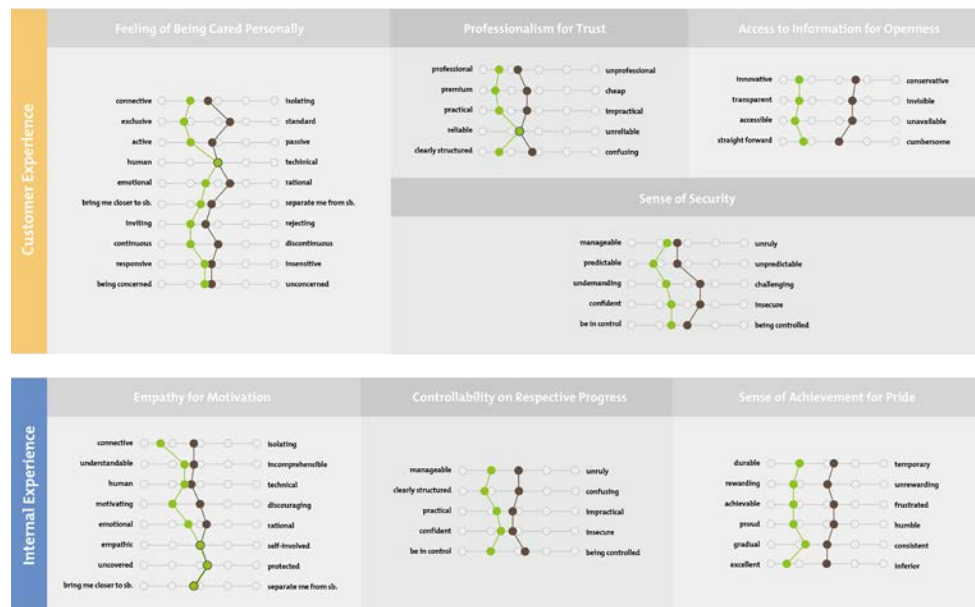 Customer Experience
Feeling of Being Cared Personally
connective isolating
exclusive standard
active passive
human techinical
emotional rational
bring me closer to sb. separate me from sb.
inviting rejecting
continuous discontinuous
responsive insensitive
being concerned unconcerned
Professionalism for Trust
professional unprofessional
premium cheap
practical impractical
reliable unreliable
clearly structured confusing
Access to Information for Openness
innovative conservative
transparent invisible
accessible unavailable
straight forward cumbersome
Sense of Security
manageable unruly
predictable unpredictable
undemanding challenging
confident insecure
be in control being controlled
Internal Experience
Empathy for Motivation
connective isolating
understandable incomprehensible
human technical
motivating discouraging
emotional rational
empathic self-involved
uncovered protected
bring me closer to sb. separate me from sb.
Controllability on Respective Progress
manageable unruly
clearly structured confusing
practical impractical
confident insecure
be in control being controlled
Sense of Achievement for Pride
durable temporary
rewarding unrewarding
achievable frustrated
proud humble
gradual consistent
excellent inferior